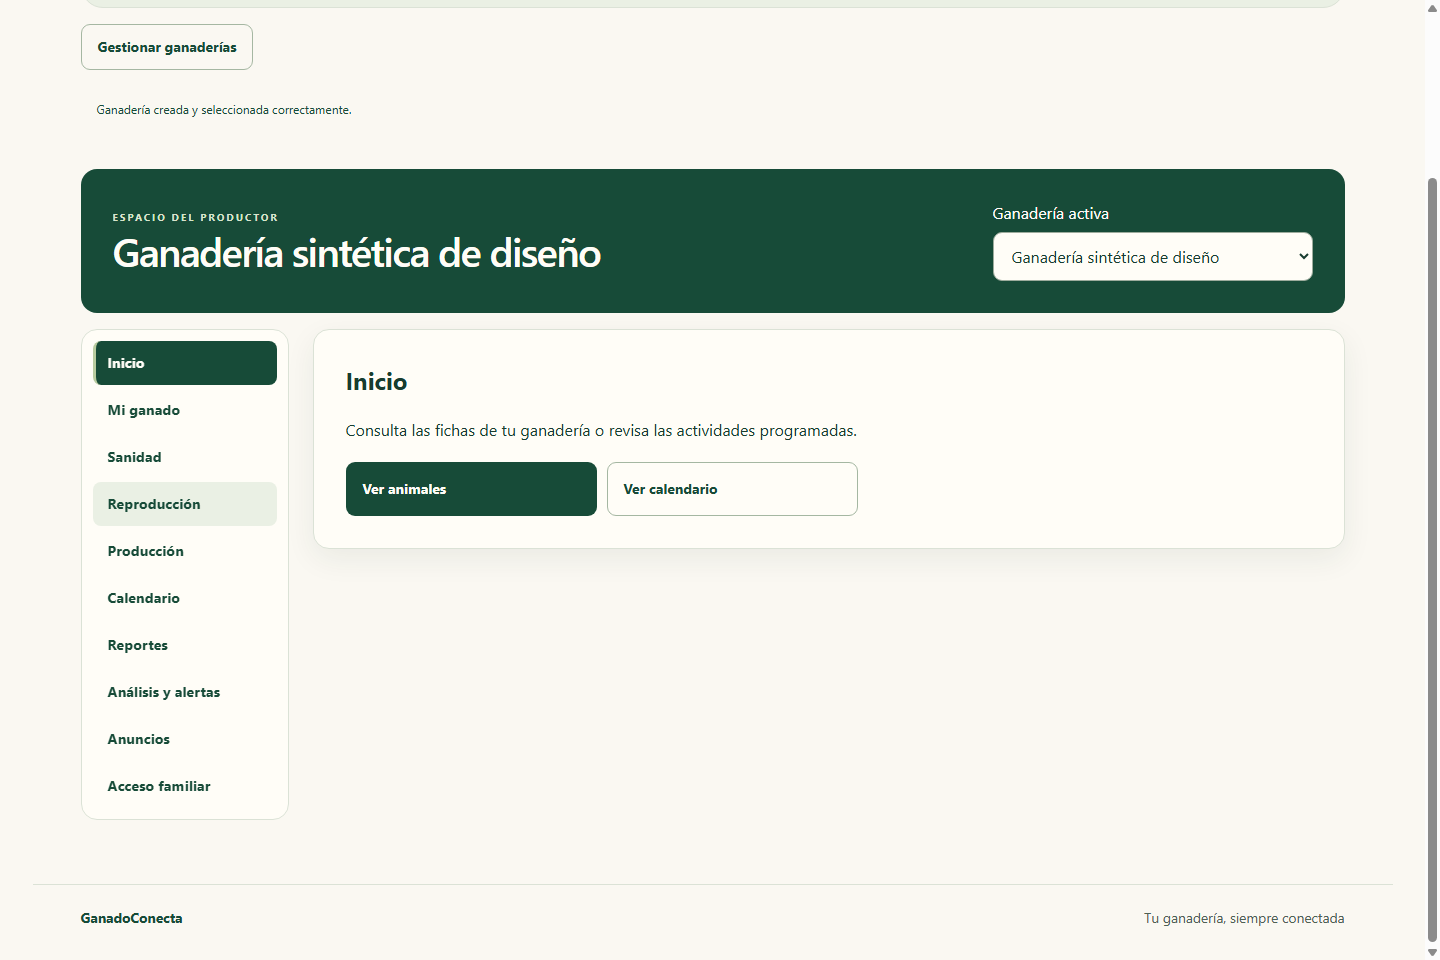 Gestionar ganaderías
Ganadería creada y seleccionada correctamente.
ESPACIO DEL PRODUCTOR
Ganadería sintética de diseño
Ganadería activa
Ganadería sintética de diseño
Inicio
Mi ganado
Sanidad
Reproducción
Producción
Calendario
Reportes
Análisis y alertas
Anuncios
Acceso familiar
Inicio
Consulta las fichas de tu ganadería o revisa las actividades programadas.
Ver animales
Ver calendario
GanadoConecta
Tu ganadería, siempre conectada